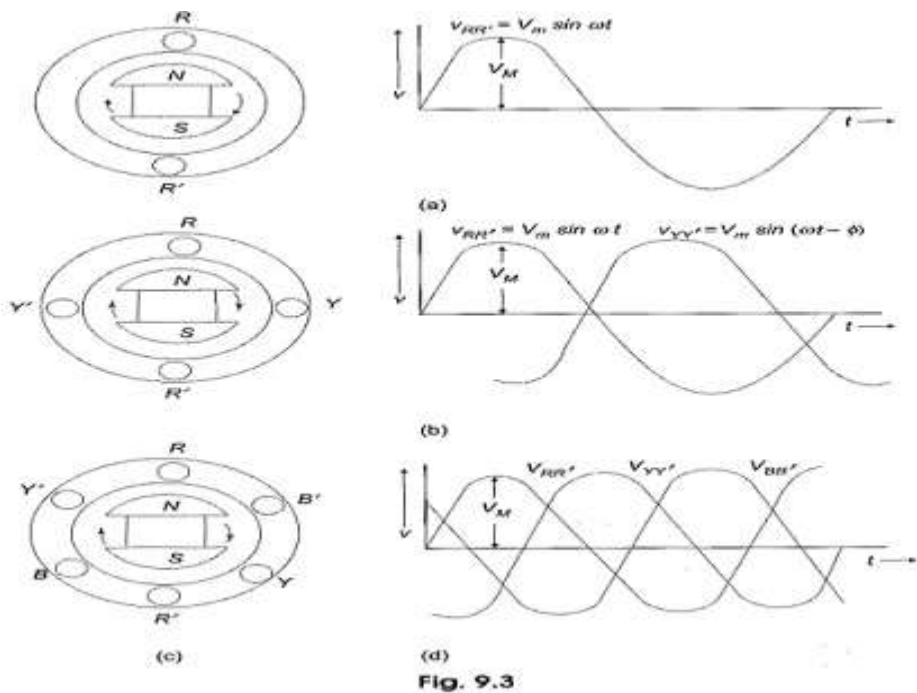 R
N
S
R'
v_RR' = V_m sin ωt
V_M
v
t
(a)
R
Y'
N
Y
S
R'
v_RR' = V_m sin ω t
v_YY' = V_m sin (ωt – ϕ)
V_M
v
t
(b)
R
Y'
B'
N
S
B
Y
R'
(c)
V_RR'
V_YY'
V_BB'
V_M
v
t
(d)
Fig. 9.3